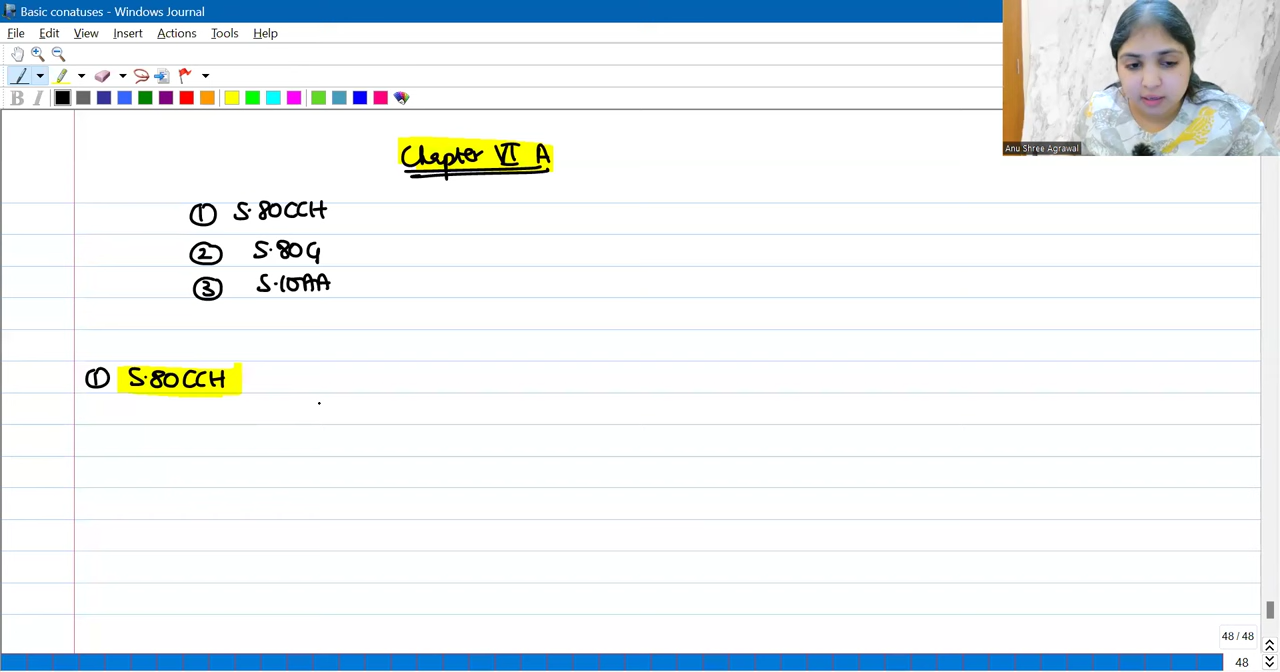 Basic conatuses - Windows Journal
File Edit View Insert Actions Tools Help
B I
Anu Shree Agrawal
Chapter VI A
① S.80CCH
② S.80G
③ S.10AA
① S.80CCH
48 / 48
48